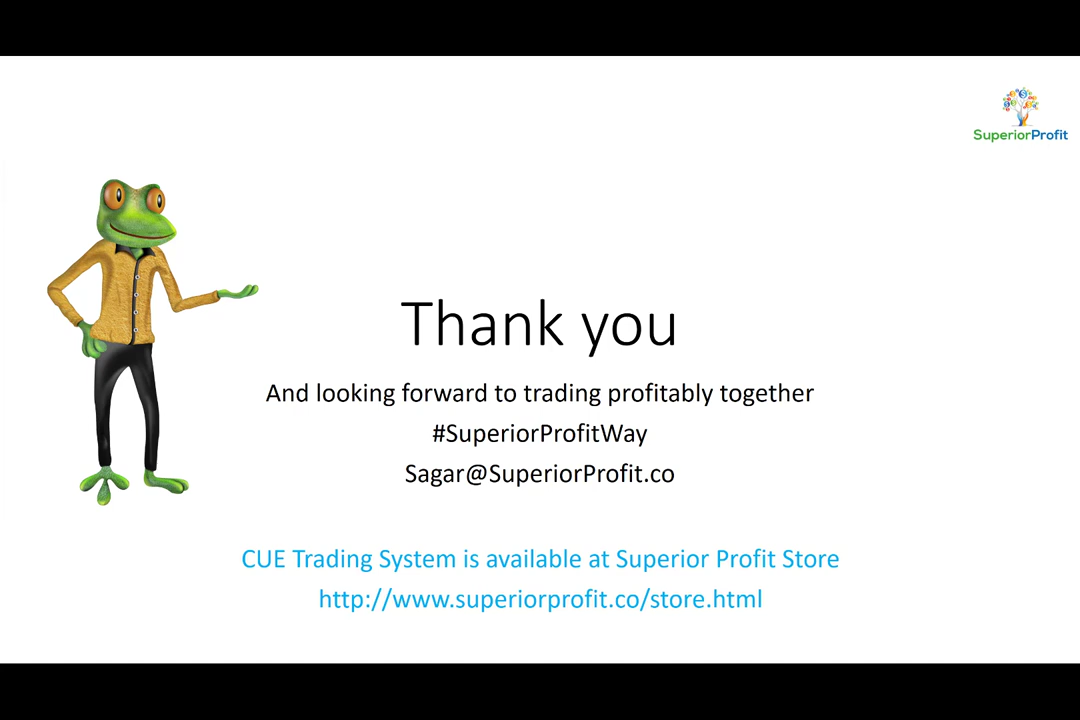 SuperiorProfit
Thank you
And looking forward to trading profitably together
#SuperiorProfitWay
Sagar@SuperiorProfit.co
CUE Trading System is available at Superior Profit Store
http://www.superiorprofit.co/store.html